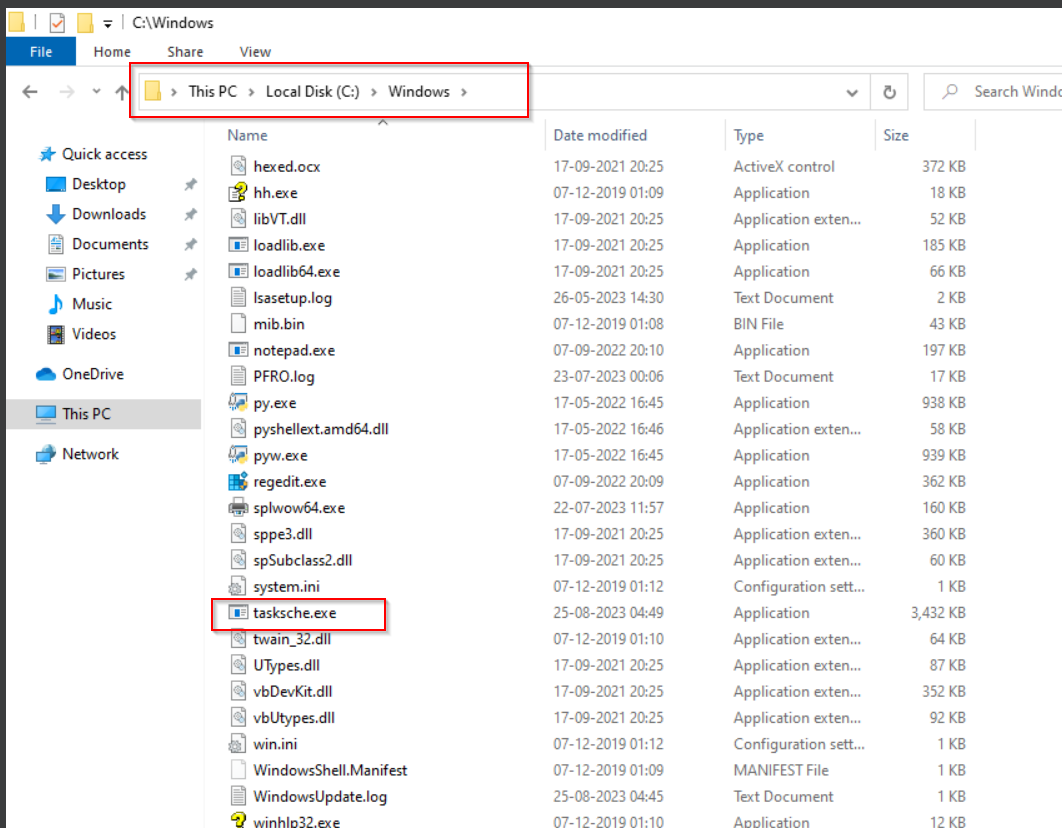 C:\Windows
File Home Share View
This PC Local Disk (C:) Windows
Search
Name Date modified Type Size
Quick access
Desktop
Downloads
Documents
Pictures
Music
Videos
OneDrive
This PC
Network
hexed.ocx 17-09-2021 20:25 ActiveX control 372 KB
hh.exe 07-12-2019 01:09 Application 18 KB
libVT.dll 17-09-2021 20:25 Application exten... 52 KB
loadlib.exe 17-09-2021 20:25 Application 185 KB
loadlib64.exe 17-09-2021 20:25 Application 66 KB
lsasetup.log 26-05-2023 14:30 Text Document 2 KB
mib.bin 07-12-2019 01:08 BIN File 43 KB
notepad.exe 07-09-2022 20:10 Application 197 KB
PFRO.log 23-07-2023 00:06 Text Document 17 KB
py.exe 17-05-2022 16:45 Application 938 KB
pyshellext.amd64.dll 17-05-2022 16:46 Application exten... 58 KB
pyw.exe 17-05-2022 16:45 Application 939 KB
regedit.exe 07-09-2022 20:09 Application 362 KB
splwow64.exe 22-07-2023 11:57 Application 160 KB
sppe3.dll 17-09-2021 20:25 Application exten... 360 KB
spSubclass2.dll 17-09-2021 20:25 Application exten... 60 KB
system.ini 07-12-2019 01:12 Configuration sett... 1 KB
tasksche.exe 25-08-2023 04:49 Application 3,432 KB
twain_32.dll 07-12-2019 01:10 Application exten... 64 KB
UTypes.dll 17-09-2021 20:25 Application exten... 87 KB
vbDevKit.dll 17-09-2021 20:25 Application exten... 352 KB
vbUtypes.dll 17-09-2021 20:25 Application exten... 92 KB
win.ini 07-12-2019 01:12 Configuration sett... 1 KB
WindowsShell.Manifest 07-12-2019 01:09 MANIFEST File 1 KB
WindowsUpdate.log 25-08-2023 04:45 Text Document 1 KB
winhlp32.exe 07-12-2019 01:10 Application 12 KB